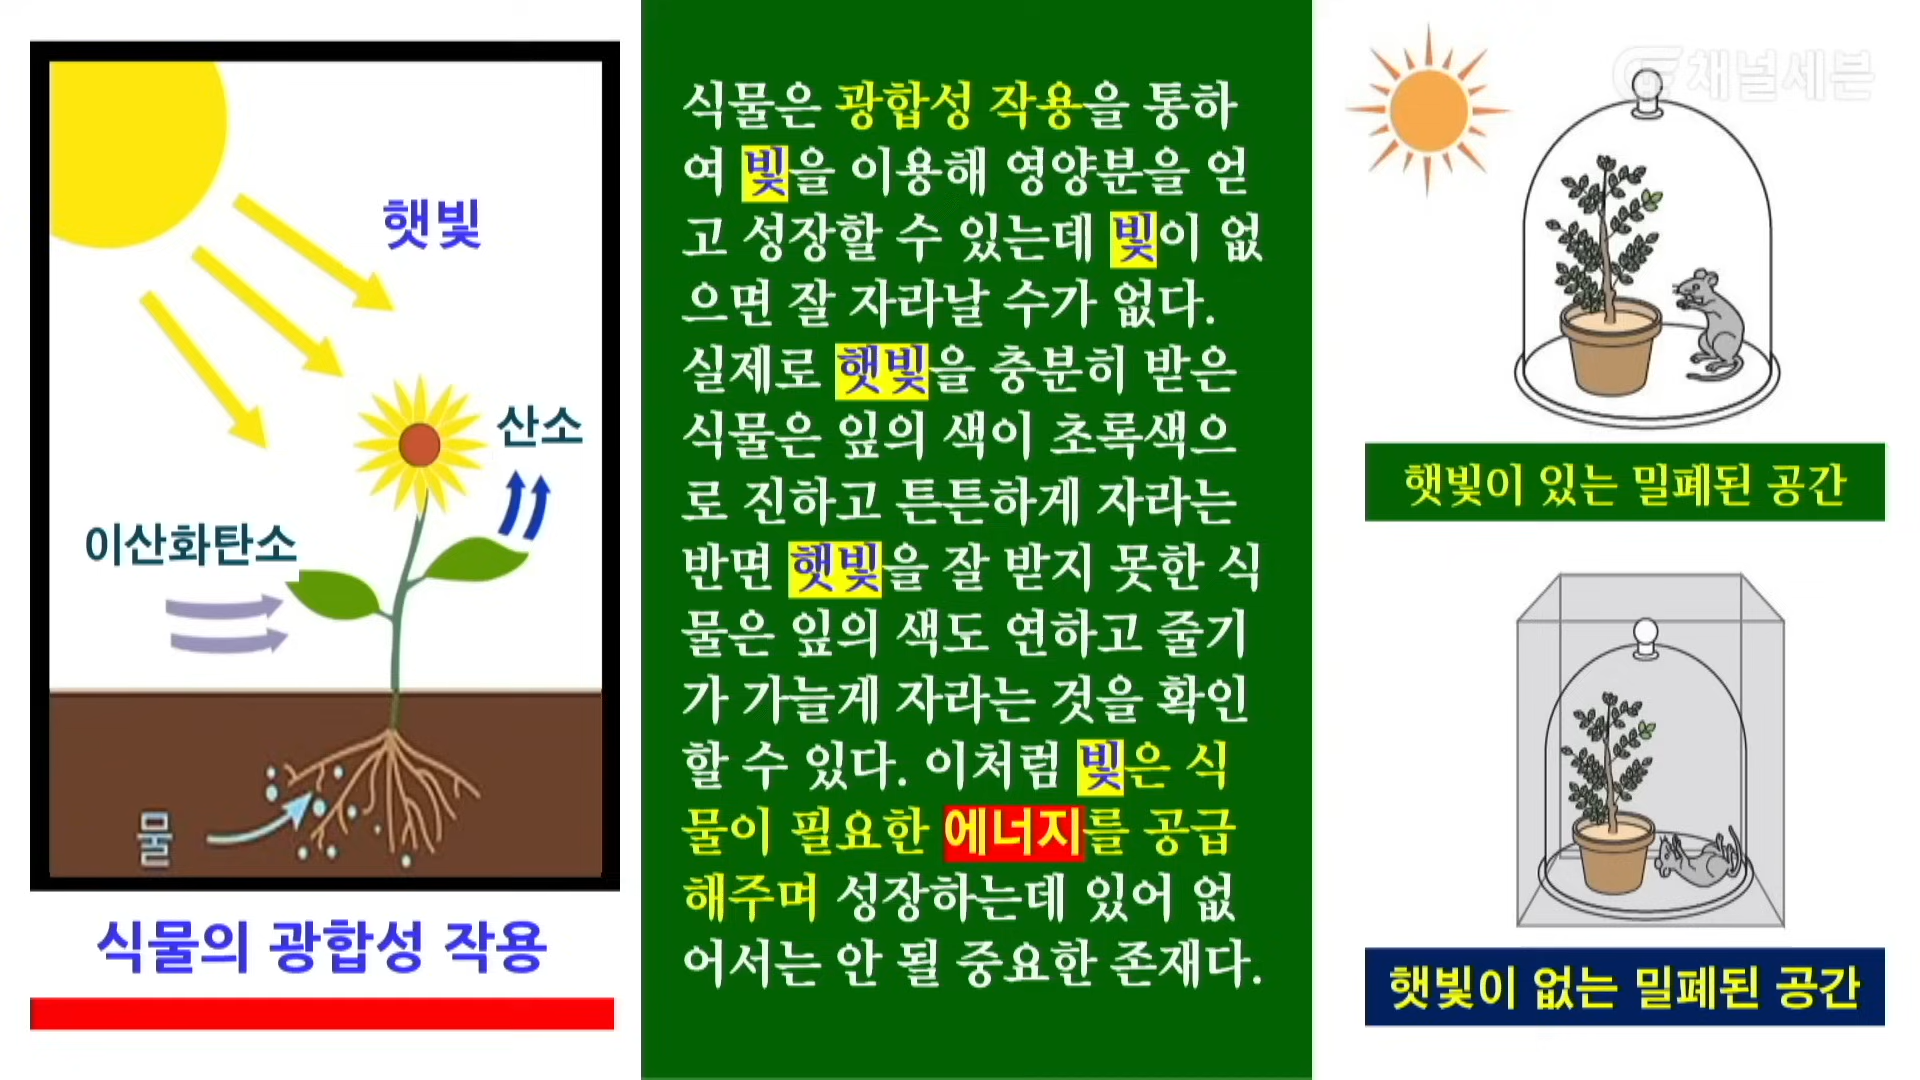 햇빛
산소
이산화탄소
물
식물의 광합성 작용
식물은 광합성 작용을 통하
여 빛을 이용해 영양분을 얻
고 성장할 수 있는데 빛이 없
으면 잘 자라날 수가 없다.
실제로 햇빛을 충분히 받은
식물은 잎의 색이 초록색으
로 진하고 튼튼하게 자라는
반면 햇빛을 잘 받지 못한 식
물은 잎의 색도 연하고 줄기
가 가늘게 자라는 것을 확인
할 수 있다. 이처럼 빛은 식
물이 필요한 에너지를 공급
해주며 성장하는데 있어 없
어서는 안 될 중요한 존재다.
채널세븐
햇빛이 있는 밀폐된 공간
햇빛이 없는 밀폐된 공간